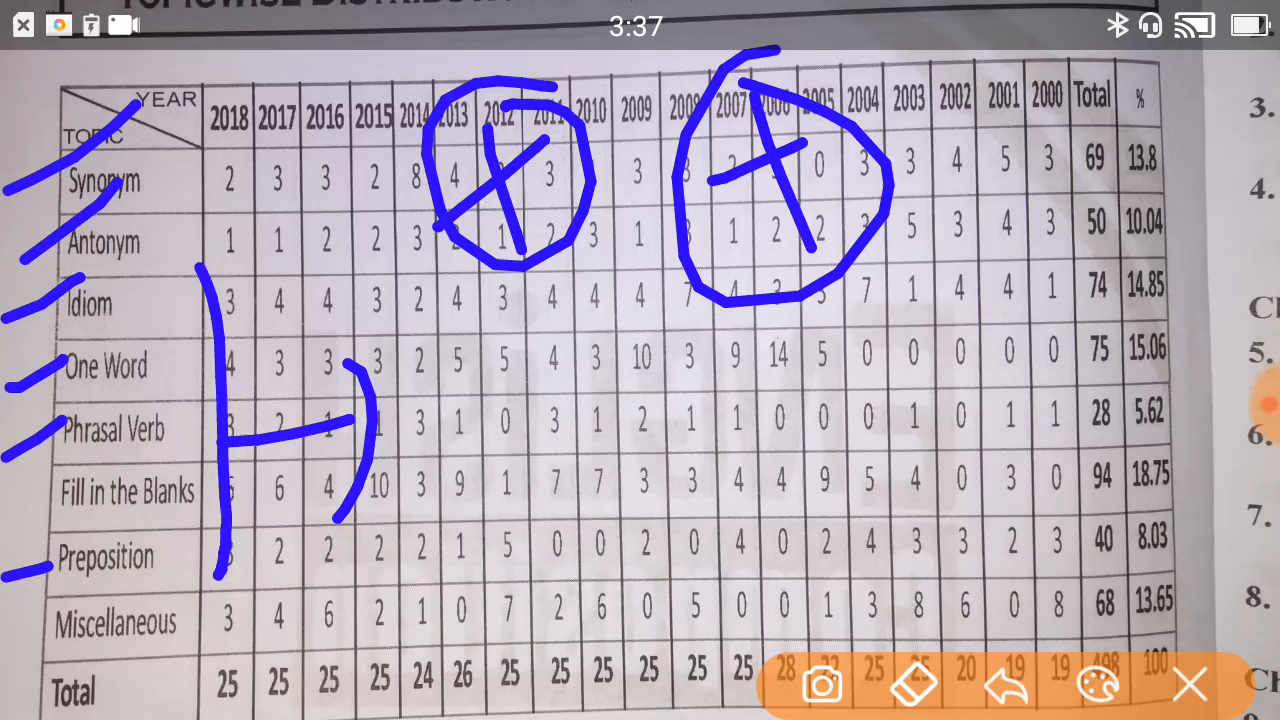 3:37
YEAR
TOPIC
2018 2017 2016 2015 2014 2013 2012 2011 2010 2009 2008 2007 2006 2005 2004 2003 2002 2001 2000 Total %
Synonym 2 3 3 2 8 4 3 3 0 3 3 4 5 3 69 13.8
Antonym 1 1 2 2 3 1 2 3 1 1 2 2 5 3 4 3 50 10.04
Idiom 3 4 4 3 2 4 3 4 4 4 7 4 3 7 1 4 4 1 74 14.85
One Word 4 3 3 3 2 5 5 4 3 10 3 9 14 5 0 0 0 0 0 75 15.06
Phrasal Verb 3 2 1 1 3 1 0 3 1 2 1 1 0 0 0 1 0 1 1 28 5.62
Fill in the Blanks 6 4 10 3 9 1 7 7 3 3 4 4 9 5 4 0 3 0 94 18.75
Preposition 2 2 2 2 1 5 0 0 2 0 4 0 2 4 3 3 2 3 40 8.03
Miscellaneous 3 4 6 2 1 0 7 2 6 0 5 0 0 1 3 8 6 0 8 68 13.65
Total 25 25 25 25 24 26 25 25 25 25 25 25 28 25 25 20 19 19 498 100
3.
4.
Cl
5.
6.
7.
8.